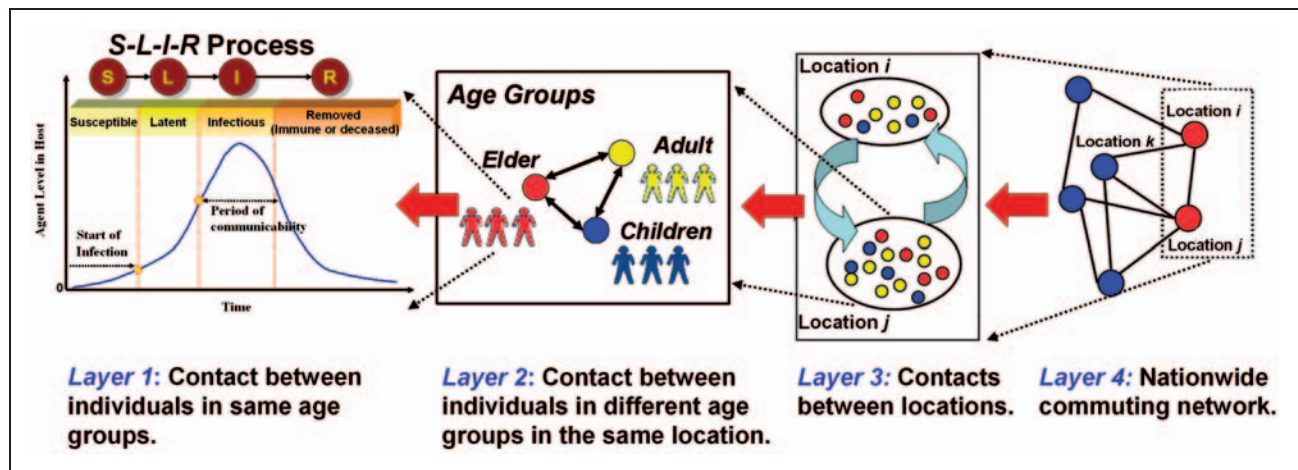 S-L-I-R Process
S L I R
Susceptible Latent Infectious Removed
(Immune or deceased)
Agent Level in Host
Start of
Infection
Period of
communicability
0
Time
Age Groups
Elder
Adult
Children
Location i
Location j
Location i
Location k
Location j
Layer 1: Contact between
individuals in same age
groups.
Layer 2: Contact between
individuals in different age
groups in the same location.
Layer 3: Contacts
between locations.
Layer 4: Nationwide
commuting network.